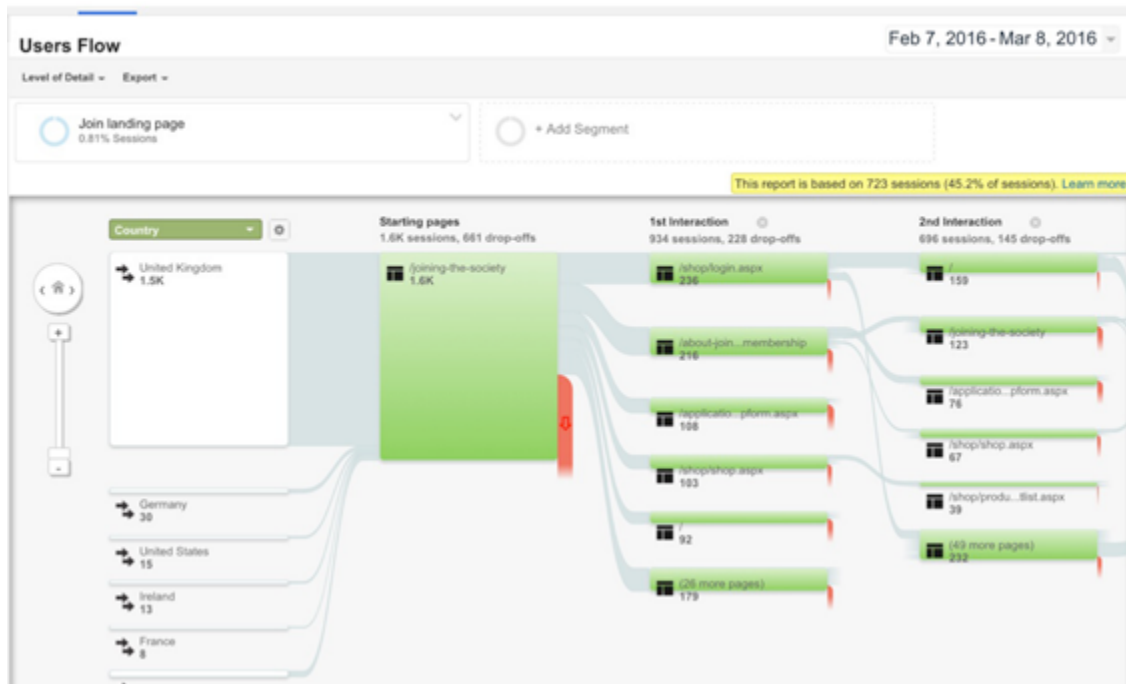 Users Flow
Feb 7, 2016 - Mar 8, 2016
Level of Detail
Export
Join landing page
0.81% Sessions
+ Add Segment
This report is based on 723 sessions (45.2% of sessions). Learn more
Country
Starting pages
1.6K sessions, 661 drop-offs
1st Interaction
934 sessions, 228 drop-offs
2nd Interaction
696 sessions, 145 drop-offs
United Kingdom
1.5K
Germany
30
United States
15
Ireland
13
France
8
/joining-the-society
1.6K
/shop/login.aspx
236
/about-join...membership
216
/applicatio...pform.aspx
108
/shop/shop.aspx
103
/
92
(26 more pages)
179
/
159
/joining-the-society
123
/applicatio...pform.aspx
76
/shop/shop.aspx
67
/shop/produ...tlist.aspx
39
(49 more pages)
232